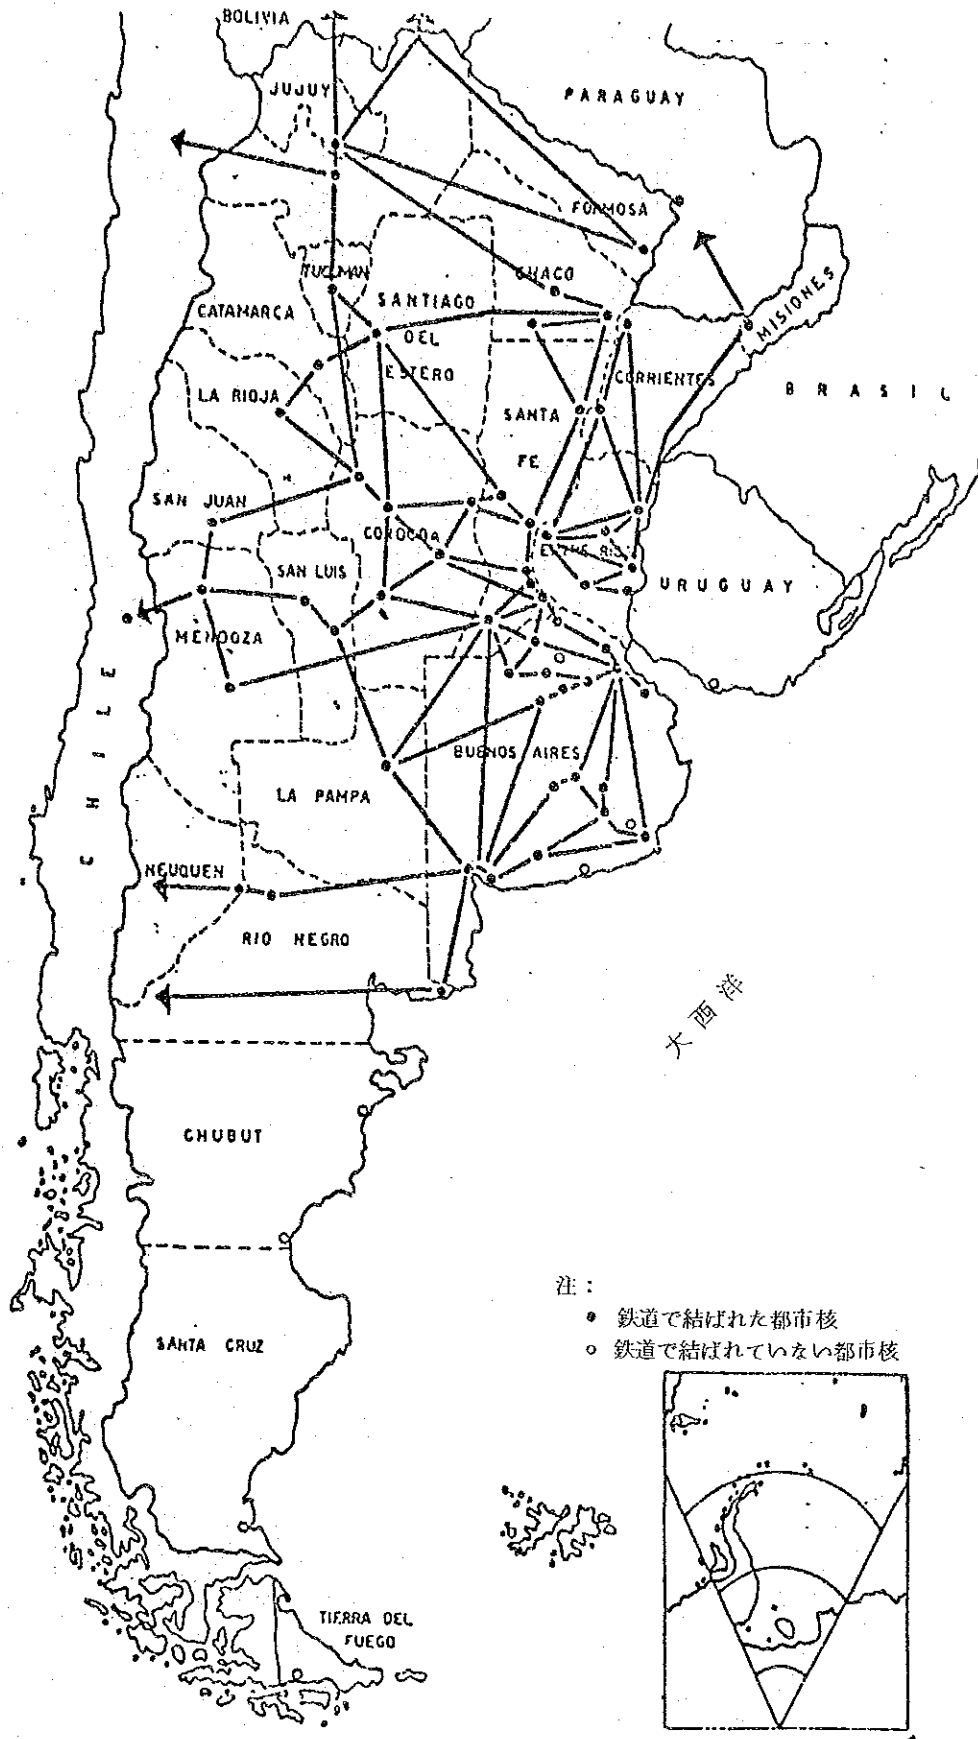 BOLIVIA
JUJUY
PARAGUAY
FORMOSA
TUCUMAN
CHACO
SANTIAGO
DEL
ESTERO
CATAMARCA
MISIONES
LA RIOJA
CORRIENTES
BRASIL
SANTA
FE
SAN JUAN
CORDOBA
ENTRE RIOS
SAN LUIS
URUGUAY
MENDOZA
CHILE
BUENOS AIRES
LA PAMPA
NEUQUEN
RIO NEGRO
大西洋
CHUBUT
SANTA CRUZ
注：
鉄道で結ばれた都市核
鉄道で結ばれていない都市核
TIERRA DEL
FUEGO